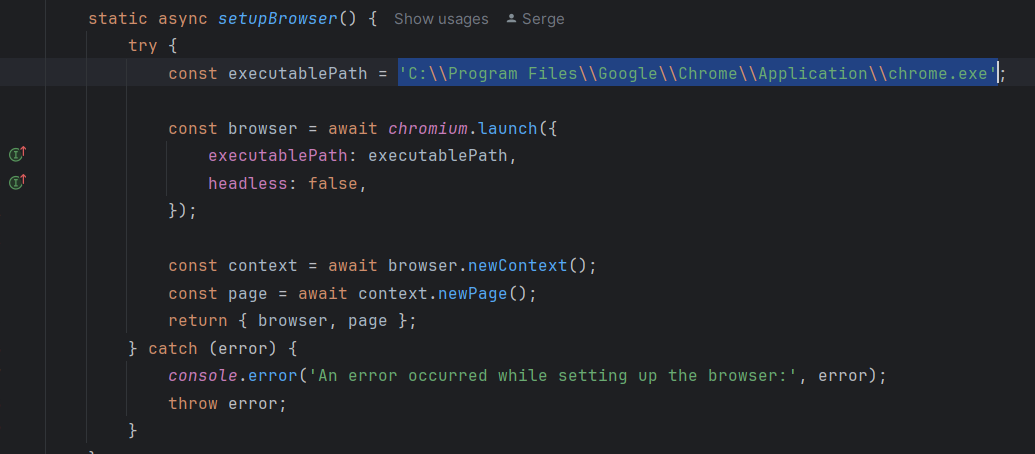 static async setupBrowser() { Show usages Serge
try {
const executablePath = 'C:\\Program Files\\Google\\Chrome\\Application\\chrome.exe';
const browser = await chromium.launch({
executablePath: executablePath,
headless: false,
});
const context = await browser.newContext();
const page = await context.newPage();
return { browser, page };
} catch (error) {
console.error('An error occurred while setting up the browser:', error);
throw error;
}